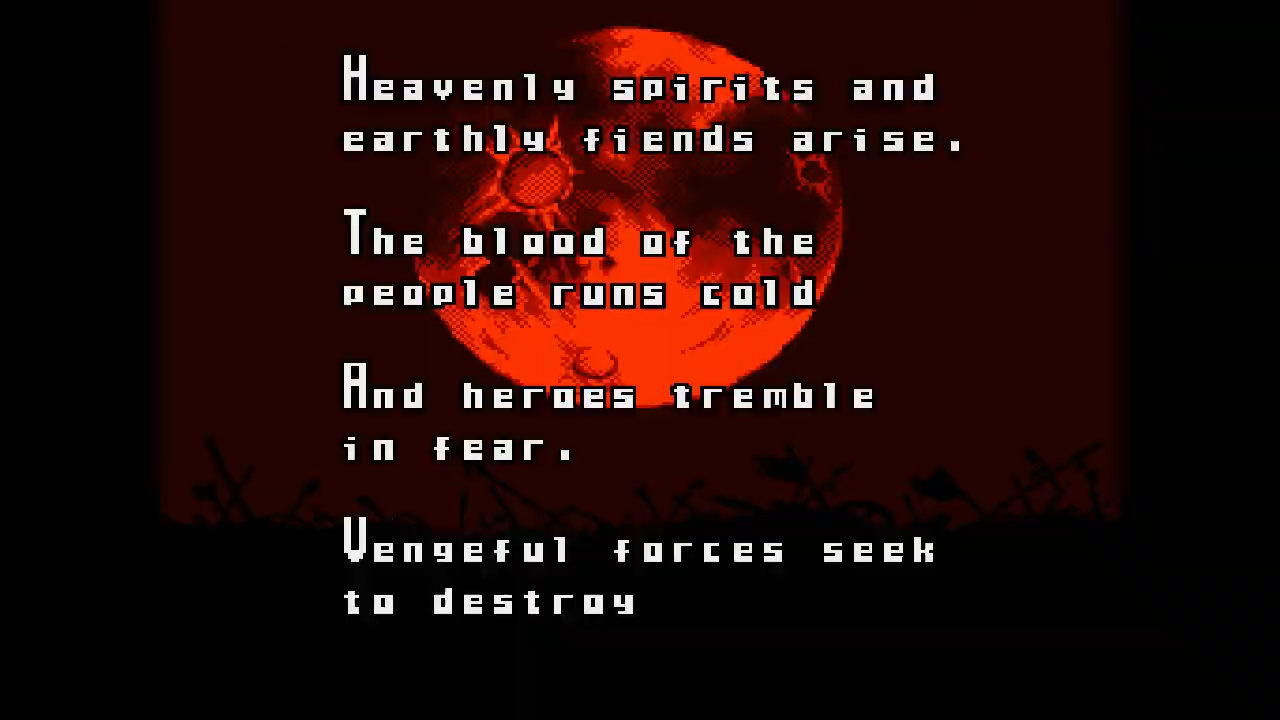 Heavenly spirits and
earthly fiends arise.
The blood of the
people runs cold
And heroes tremble
in fear.
Vengeful forces seek
to destroy